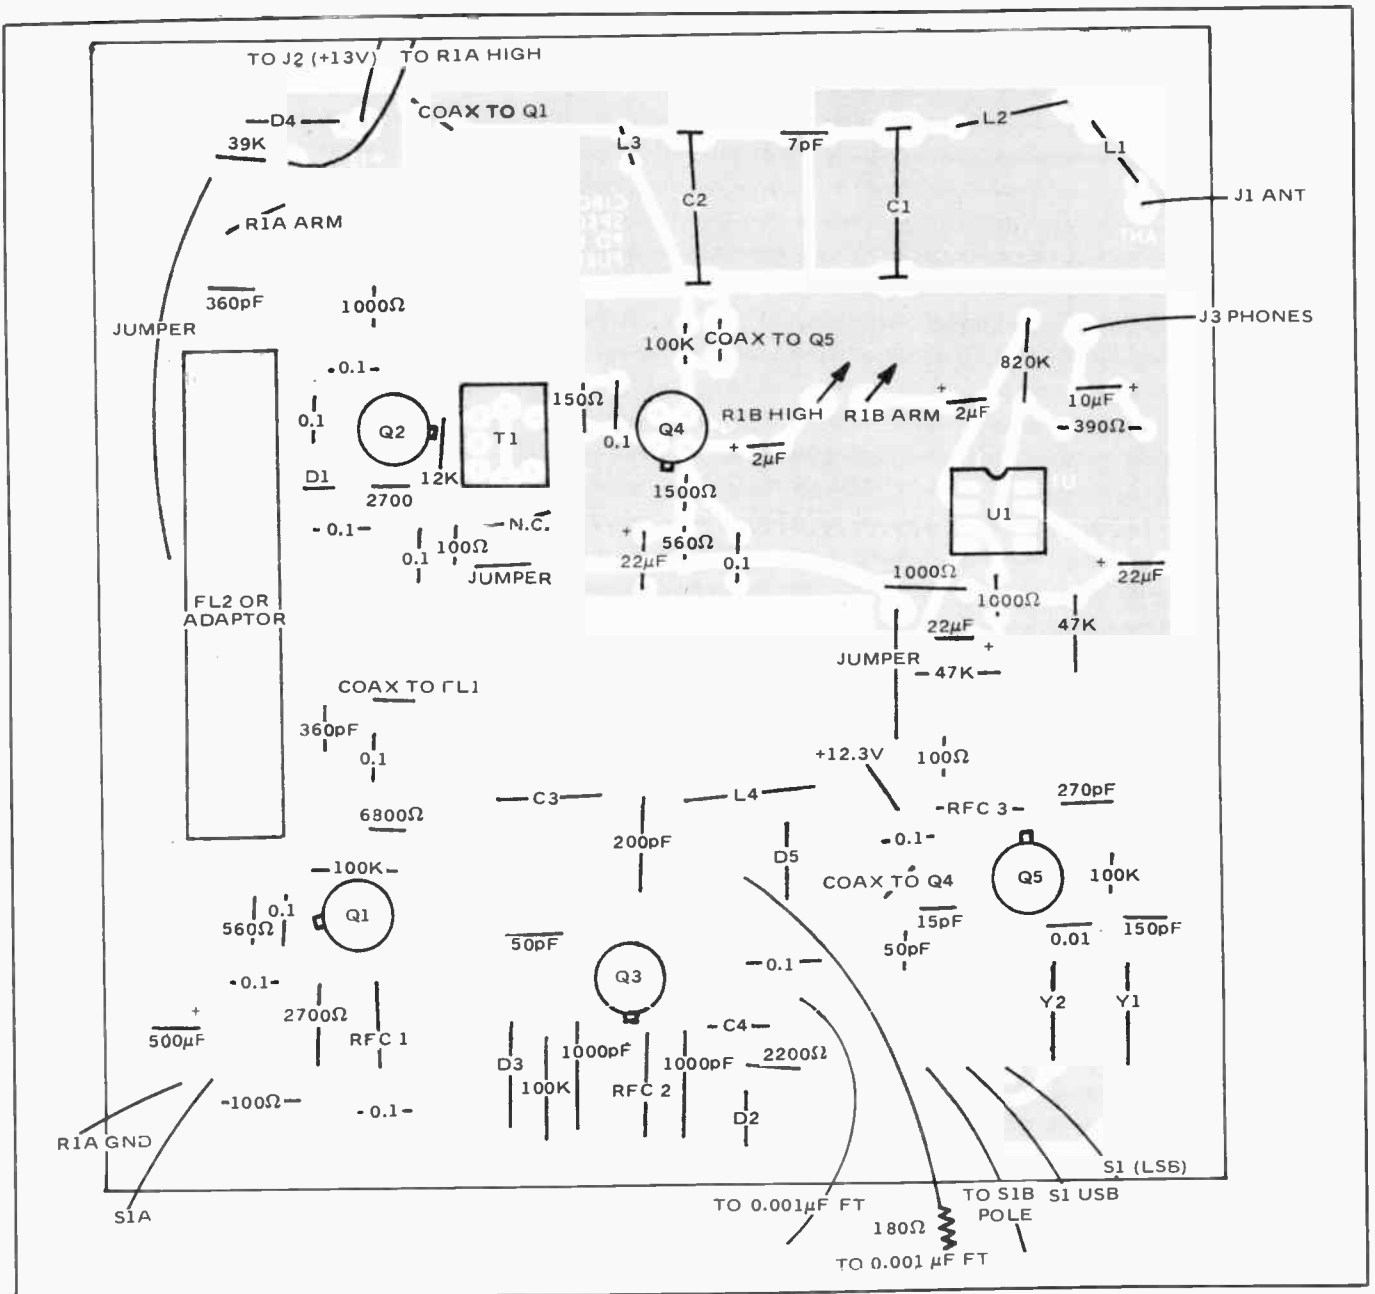 TO J2 (+13V)
TO R1A HIGH
COAX TO Q1
D4
39K
L3
7pF
L2
L1
C2
C1
J1 ANT
ANT
R1A ARM
360pF
1000Ω
JUMPER
J3 PHONES
100K
COAX TO Q5
820K
0.1
0.1
Q2
T1
150Ω
0.1
Q4
R1B HIGH
R1B ARM
+
2µF
+
2µF
10µF
+
390Ω
D1
12K
2700
1500Ω
U1
U1
0.1
N.C.
0.1
100Ω
JUMPER
+
22µF
560Ω
0.1
1000Ω
1000Ω
+
22µF
FL2 OR
ADAPTOR
22µF
+
47K
JUMPER
47K
COAX TO FL1
360pF
0.1
+12.3V
100Ω
C3
L4
RFC 3
270pF
6800Ω
200pF
D5
0.1
100K
COAX TO Q4
Q5
100K
560Ω
0.1
Q1
50pF
15pF
50pF
0.01
150pF
0.1
Q3
0.1
Y2
Y1
+
500µF
2700Ω
RFC 1
C4
D3
100K
1000pF
RFC 2
1000pF
2200Ω
D2
100Ω
0.1
R1A GND
S1A
S1 (LSB)
S1 USB
TO S1B
POLE
TO 0.001µF FT
180Ω
TO 0.001 µF FT